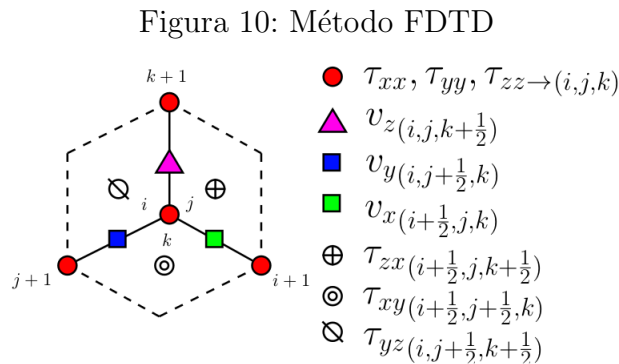 Figura 10: Método FDTD
k + 1
i
j
k
j + 1
i + 1
τxx, τyy, τzz→(i,j,k)
vz(i,j,k+1/2)
vy(i,j+1/2,k)
vx(i+1/2,j,k)
τzx(i+1/2,j,k+1/2)
τxy(i+1/2,j+1/2,k)
τyz(i,j+1/2,k+1/2)